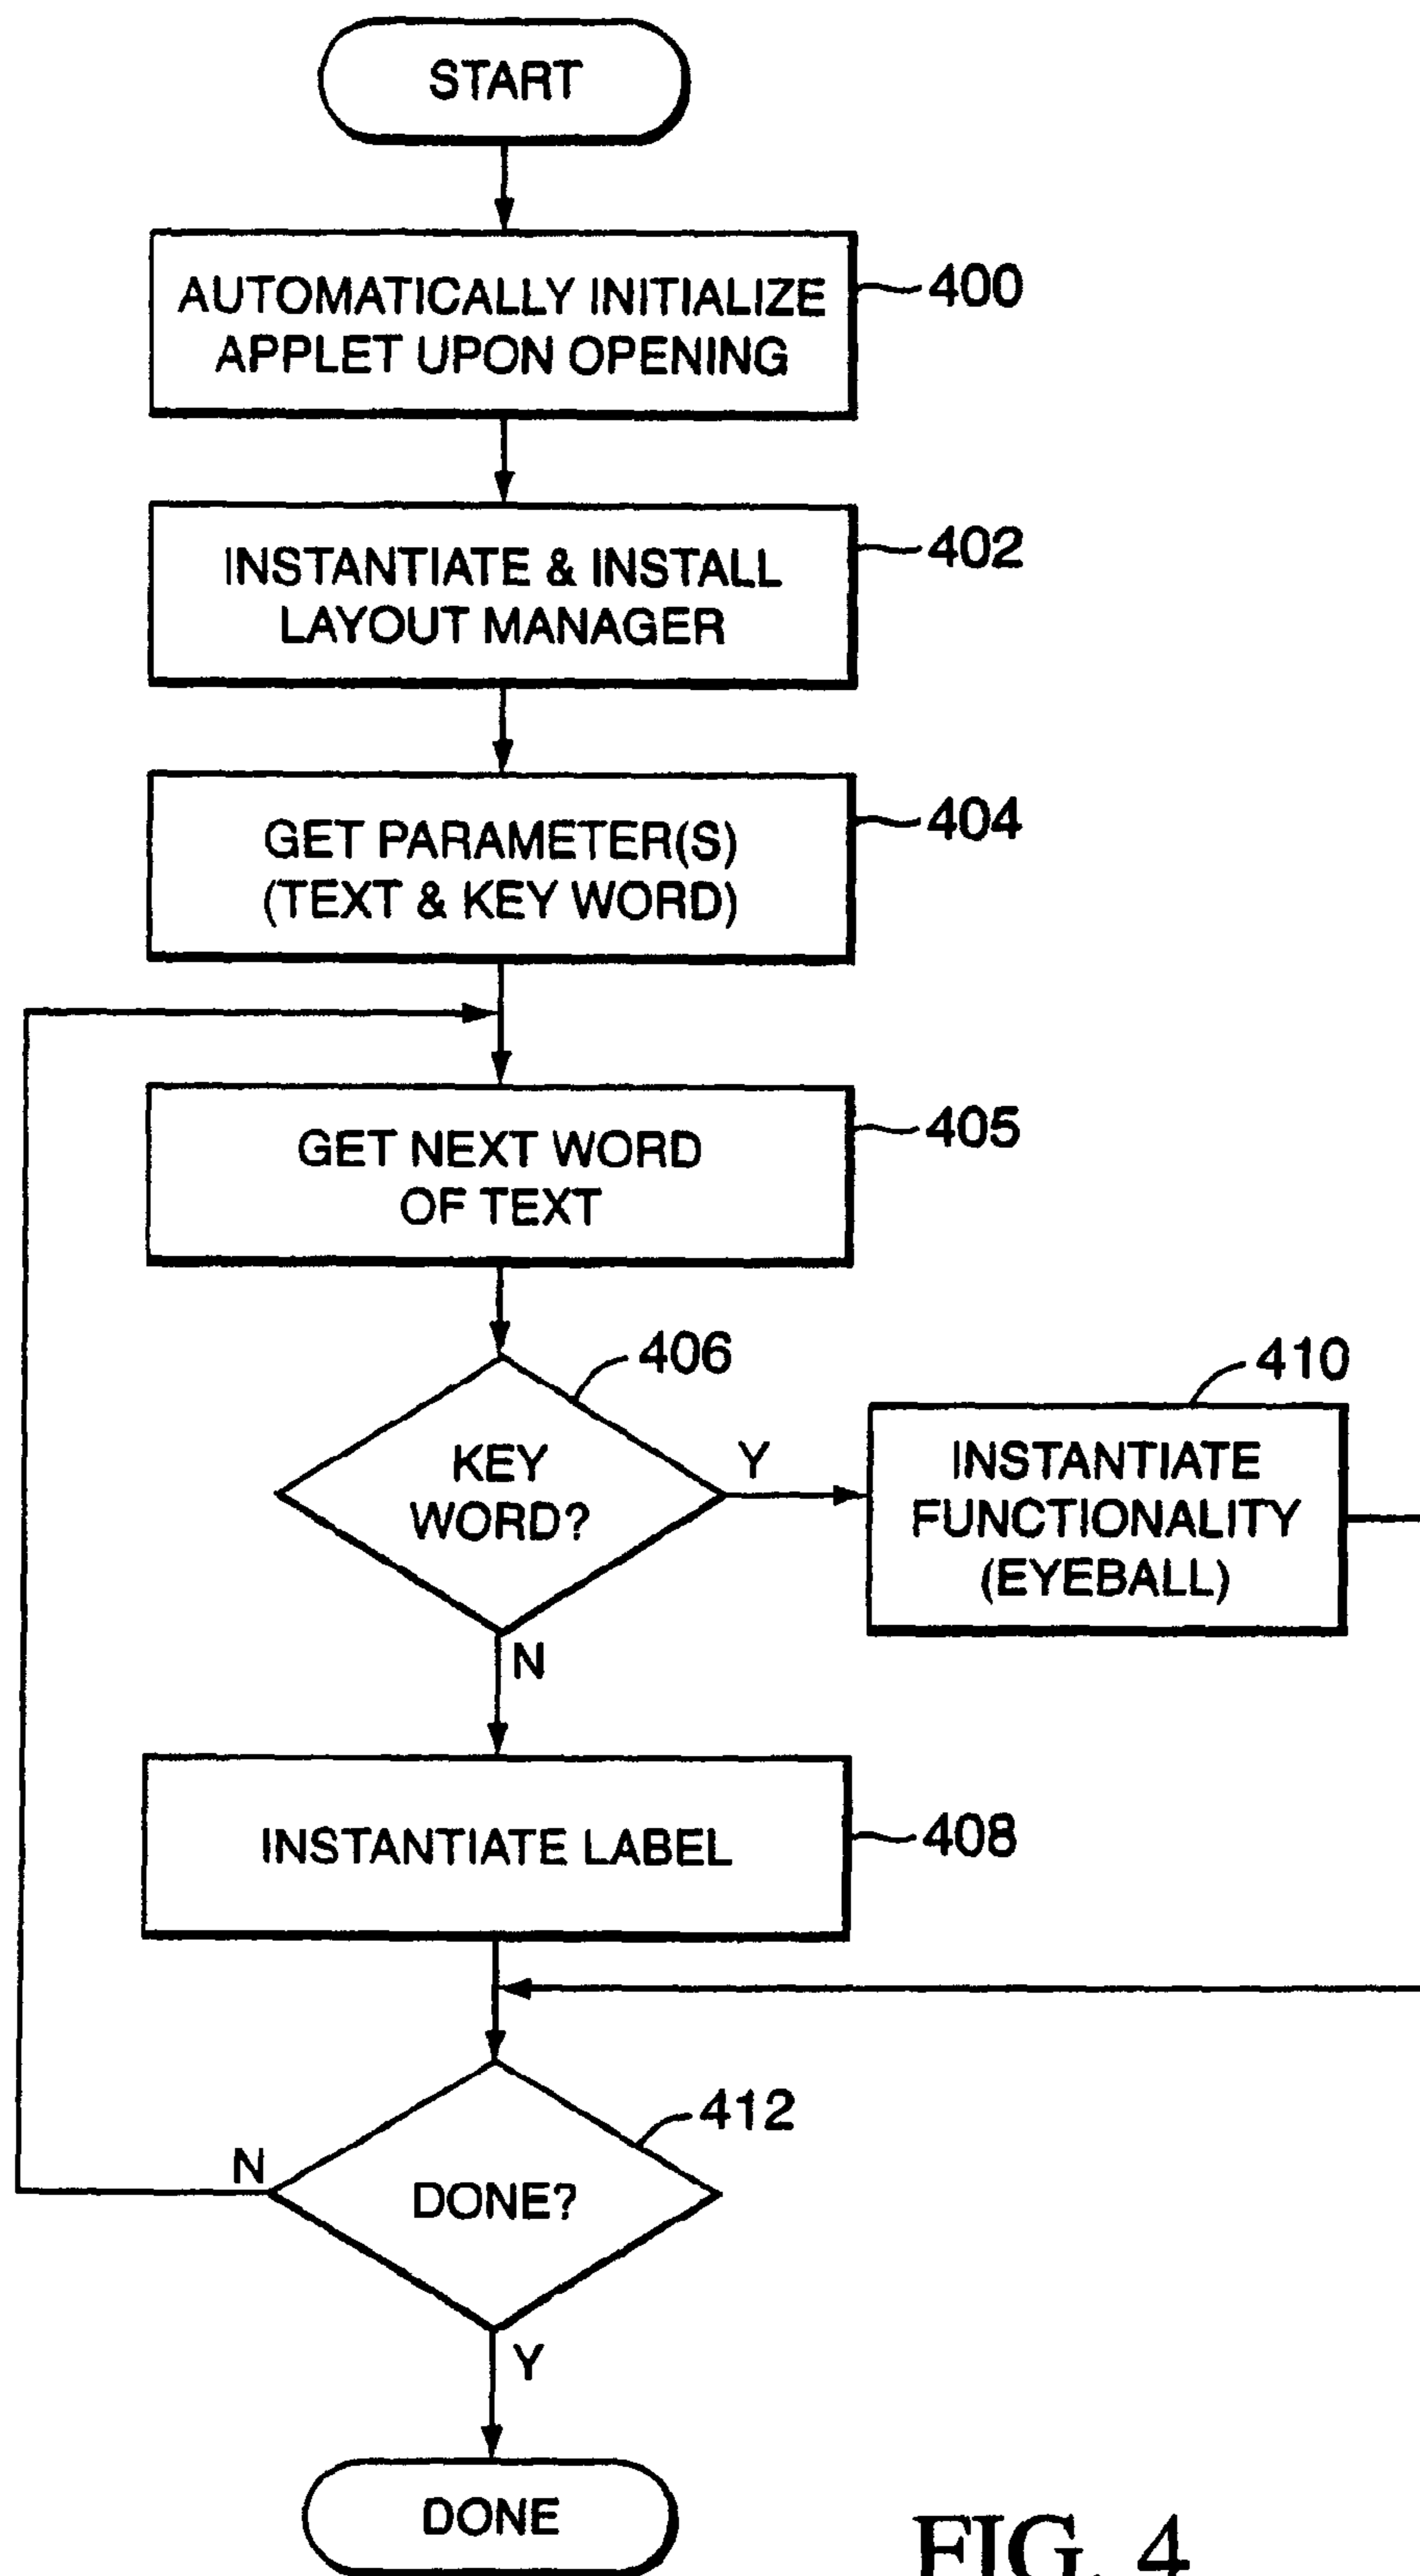 START
AUTOMATICALLY INITIALIZE
APPLET UPON OPENING
400
INSTANTIATE & INSTALL
LAYOUT MANAGER
402
GET PARAMETER(S)
(TEXT & KEY WORD)
404
GET NEXT WORD
OF TEXT
405
406
KEY
WORD?
Y
N
410
INSTANTIATE
FUNCTIONALITY
(EYEBALL)
INSTANTIATE LABEL
408
412
DONE?
N
Y
DONE
FIG. 4